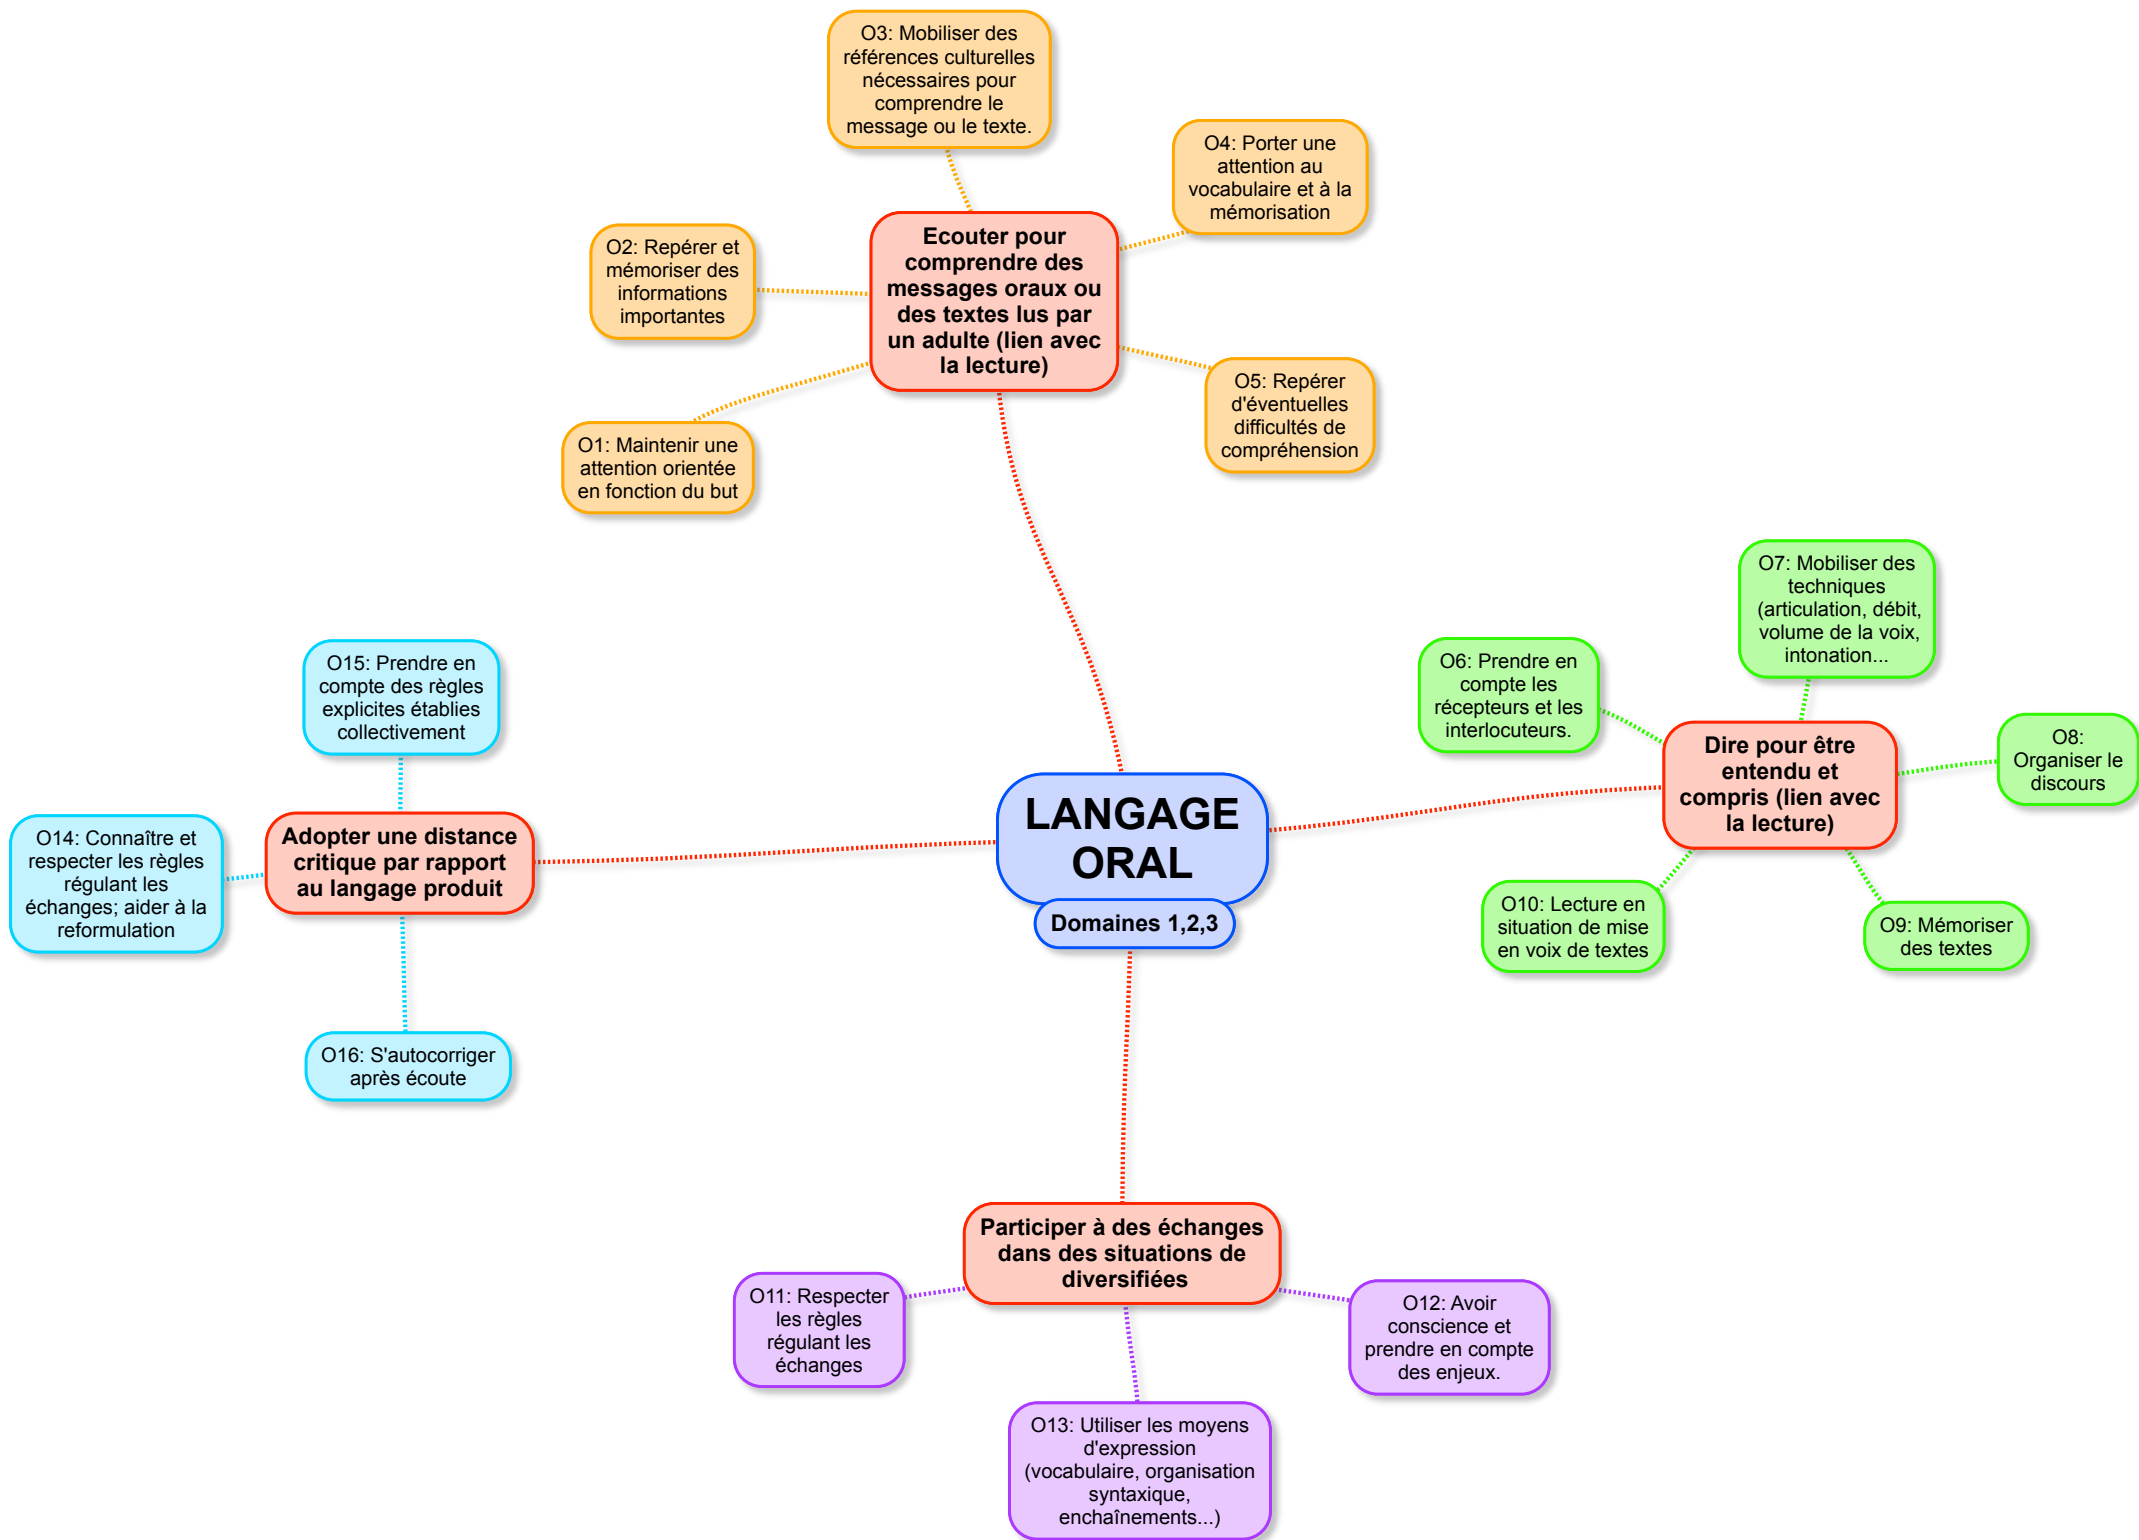 O3: Mobiliser des
références culturelles
nécessaires pour
comprendre le
message ou le texte.
O4: Porter une
attention au
vocabulaire et à la
mémorisation
Ecouter pour
comprendre des
messages oraux ou
des textes lus par
un adulte (lien avec
la lecture)
O2: Repérer et
mémoriser des
informations
importantes
O5: Repérer
d'éventuelles
difficultés de
compréhension
O1: Maintenir une
attention orientée
en fonction du but
O7: Mobiliser des
techniques
(articulation, débit,
volume de la voix,
intonation...
O6: Prendre en
compte les
récepteurs et les
interlocuteurs.
Dire pour être
entendu et
compris (lien avec
la lecture)
O8:
Organiser le
discours
O10: Lecture en
situation de mise
en voix de textes
O9: Mémoriser
des textes
O15: Prendre en
compte des règles
explicites établies
collectivement
Adopter une distance
critique par rapport
au langage produit
O14: Connaître et
respecter les règles
régulant les
échanges; aider à la
reformulation
O16: S'autocorriger
après écoute
LANGAGE
ORAL
Domaines 1,2,3
Participer à des échanges
dans des situations de
diversifiées
O11: Respecter
les règles
régulant les
échanges
O12: Avoir
conscience et
prendre en compte
des enjeux.
O13: Utiliser les moyens
d'expression
(vocabulaire, organisation
syntaxique,
enchaînements...)